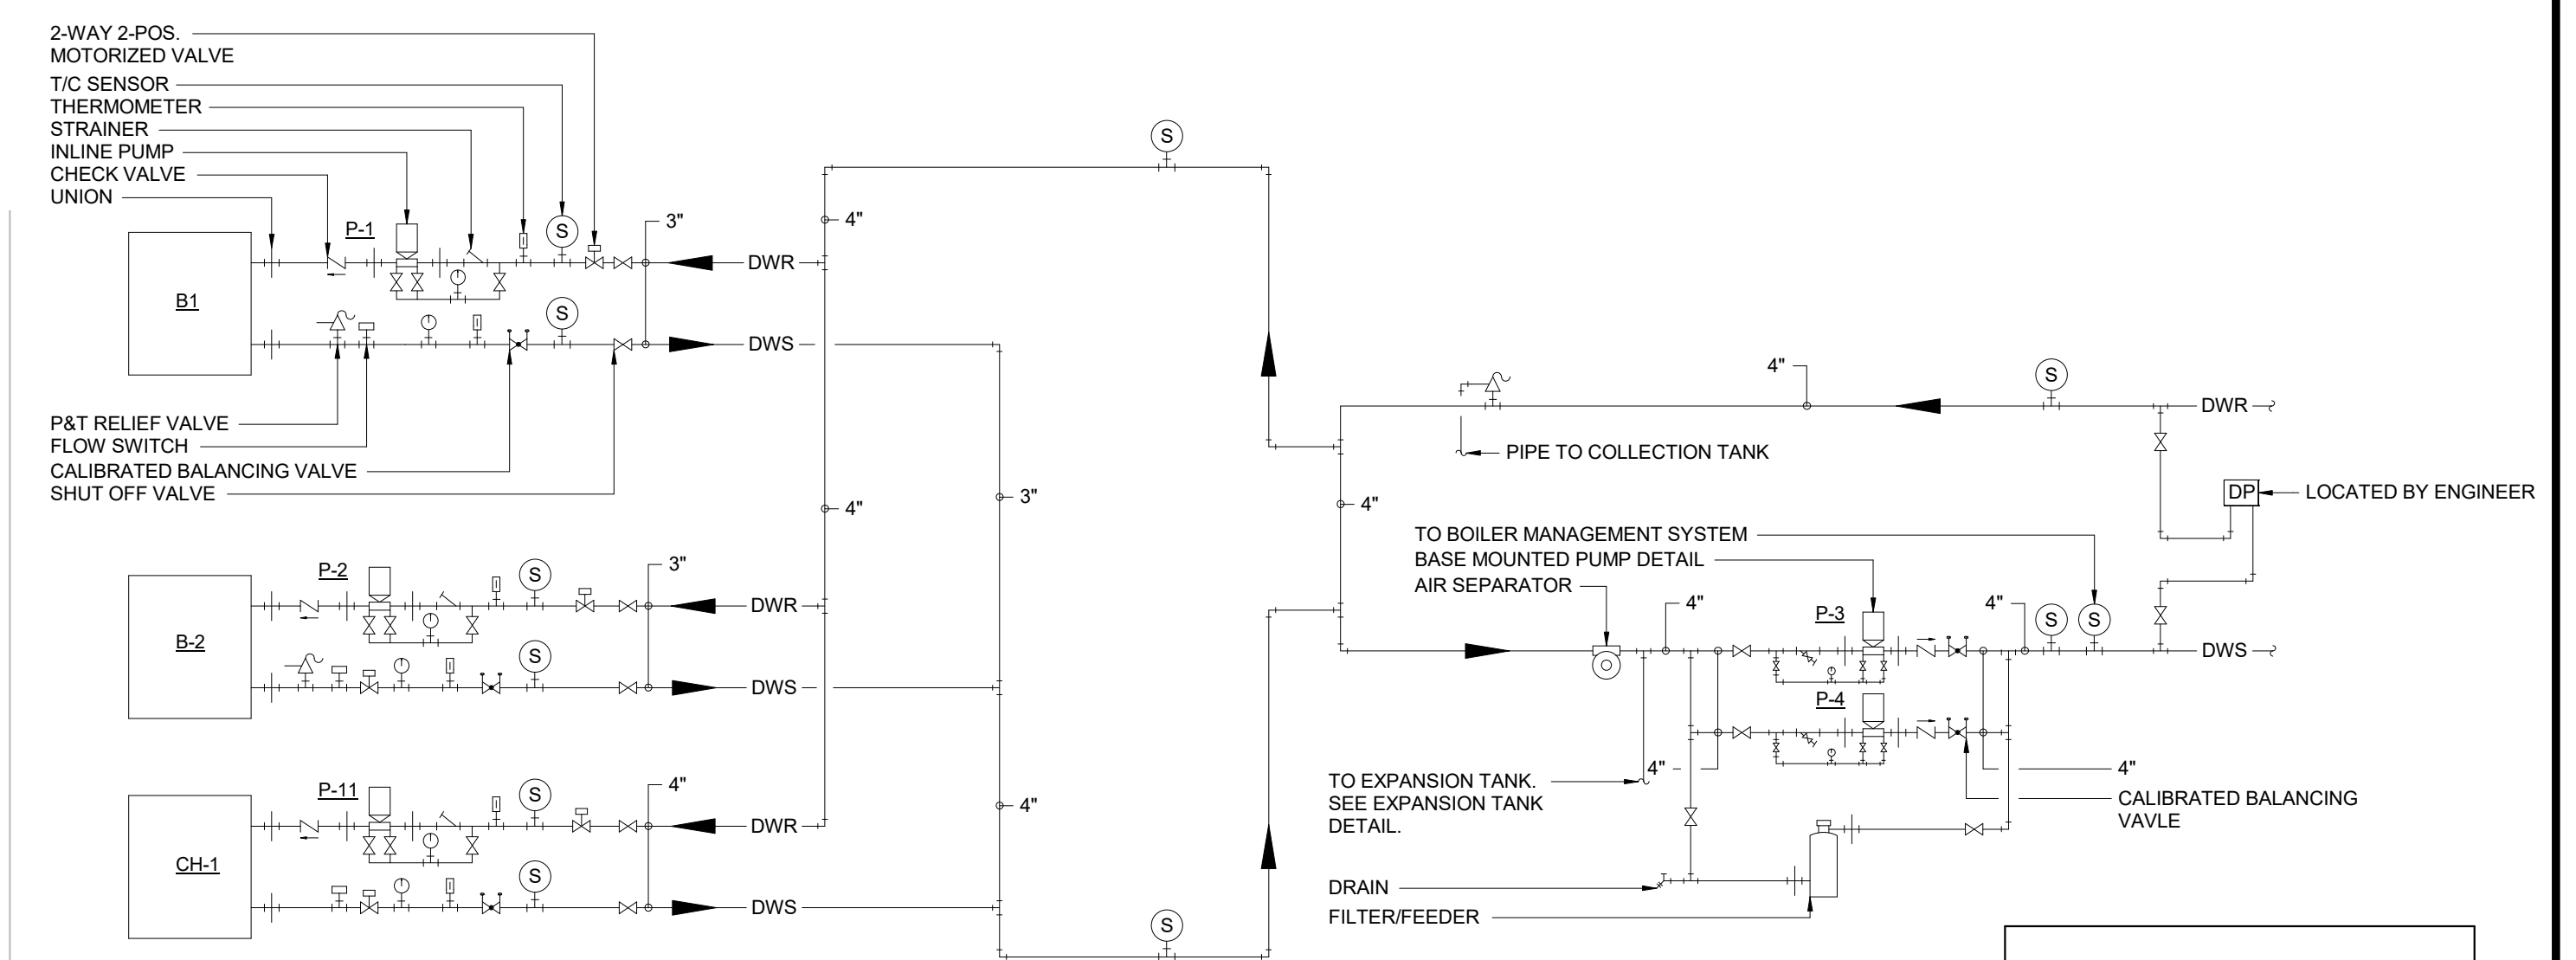 2-WAY 2-POS.
MOTORIZED VALVE
T/C SENSOR
THERMOMETER
STRAINER
INLINE PUMP
CHECK VALVE
UNION
P-1
S
3"
DWR
B1
S
DWS
P&T RELIEF VALVE
FLOW SWITCH
CALIBRATED BALANCING VALVE
SHUT OFF VALVE
P-2
S
3"
DWR
B-2
S
DWS
P-11
S
4"
DWR
CH-1
S
DWS
4"
4"
3"
4"
S
S
4"
S
DWR
PIPE TO COLLECTION TANK
4"
DP
LOCATED BY ENGINEER
TO BOILER MANAGEMENT SYSTEM
BASE MOUNTED PUMP DETAIL
AIR SEPARATOR
4"
P-3
4"
S
S
DWS
P-4
4"
4"
TO EXPANSION TANK.
SEE EXPANSION TANK
DETAIL.
CALIBRATED BALANCING
VAVLE
DRAIN
FILTER/FEEDER